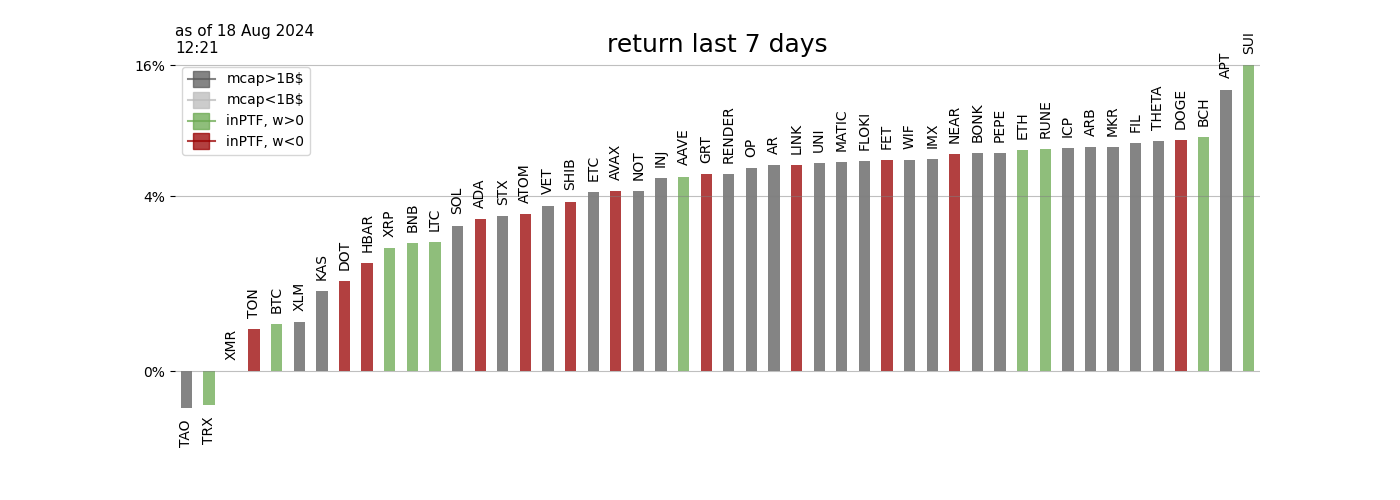 as of 18 Aug 2024
12:21
return last 7 days
16%
4%
0%
mcap>1B$
mcap<1B$
inPTF, w>0
inPTF, w<0
TAO
TRX
XMR
TON
BTC
XLM
KAS
DOT
HBAR
XRP
BNB
LTC
SOL
ADA
STX
ATOM
VET
SHIB
ETC
AVAX
NOT
INJ
AAVE
GRT
RENDER
OP
AR
LINK
UNI
MATIC
FLOKI
FET
WIF
IMX
NEAR
BONK
PEPE
ETH
RUNE
ICP
ARB
MKR
FIL
THETA
DOGE
BCH
APT
SUI